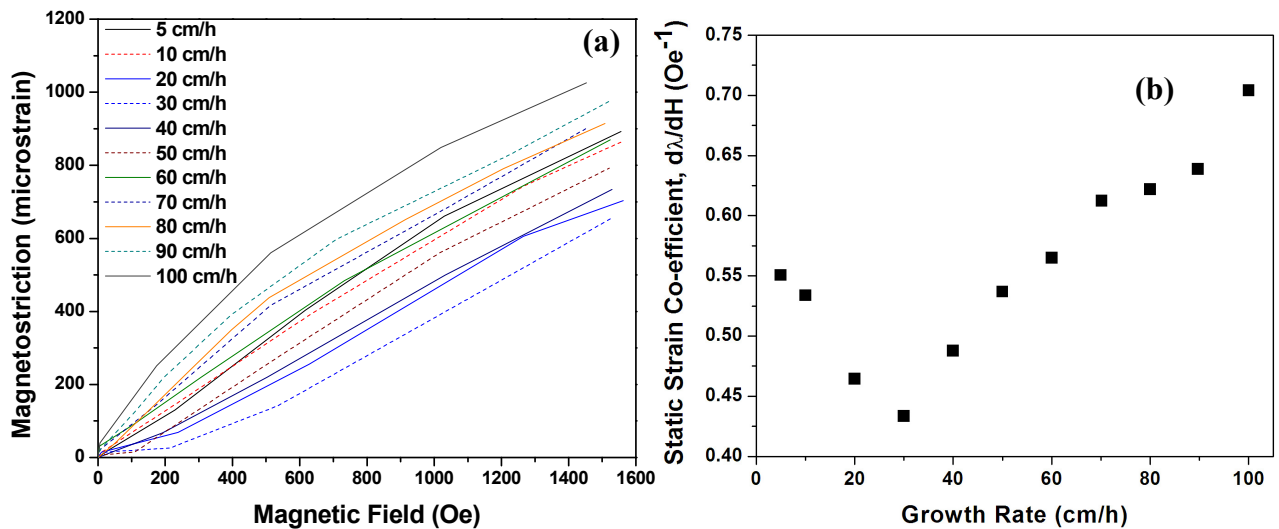 1200
1000
800
600
400
200
0
Magnetostriction (microstrain)
(a)
5 cm/h
10 cm/h
20 cm/h
30 cm/h
40 cm/h
50 cm/h
60 cm/h
70 cm/h
80 cm/h
90 cm/h
100 cm/h
0 200 400 600 800 1000 1200 1400 1600
Magnetic Field (Oe)
(b)
0.75
0.70
0.65
0.60
0.55
0.50
0.45
0.40
Static Strain Co-efficient, dλ/dH (Oe⁻¹)
20 40 60 80 100
Growth Rate (cm/h)